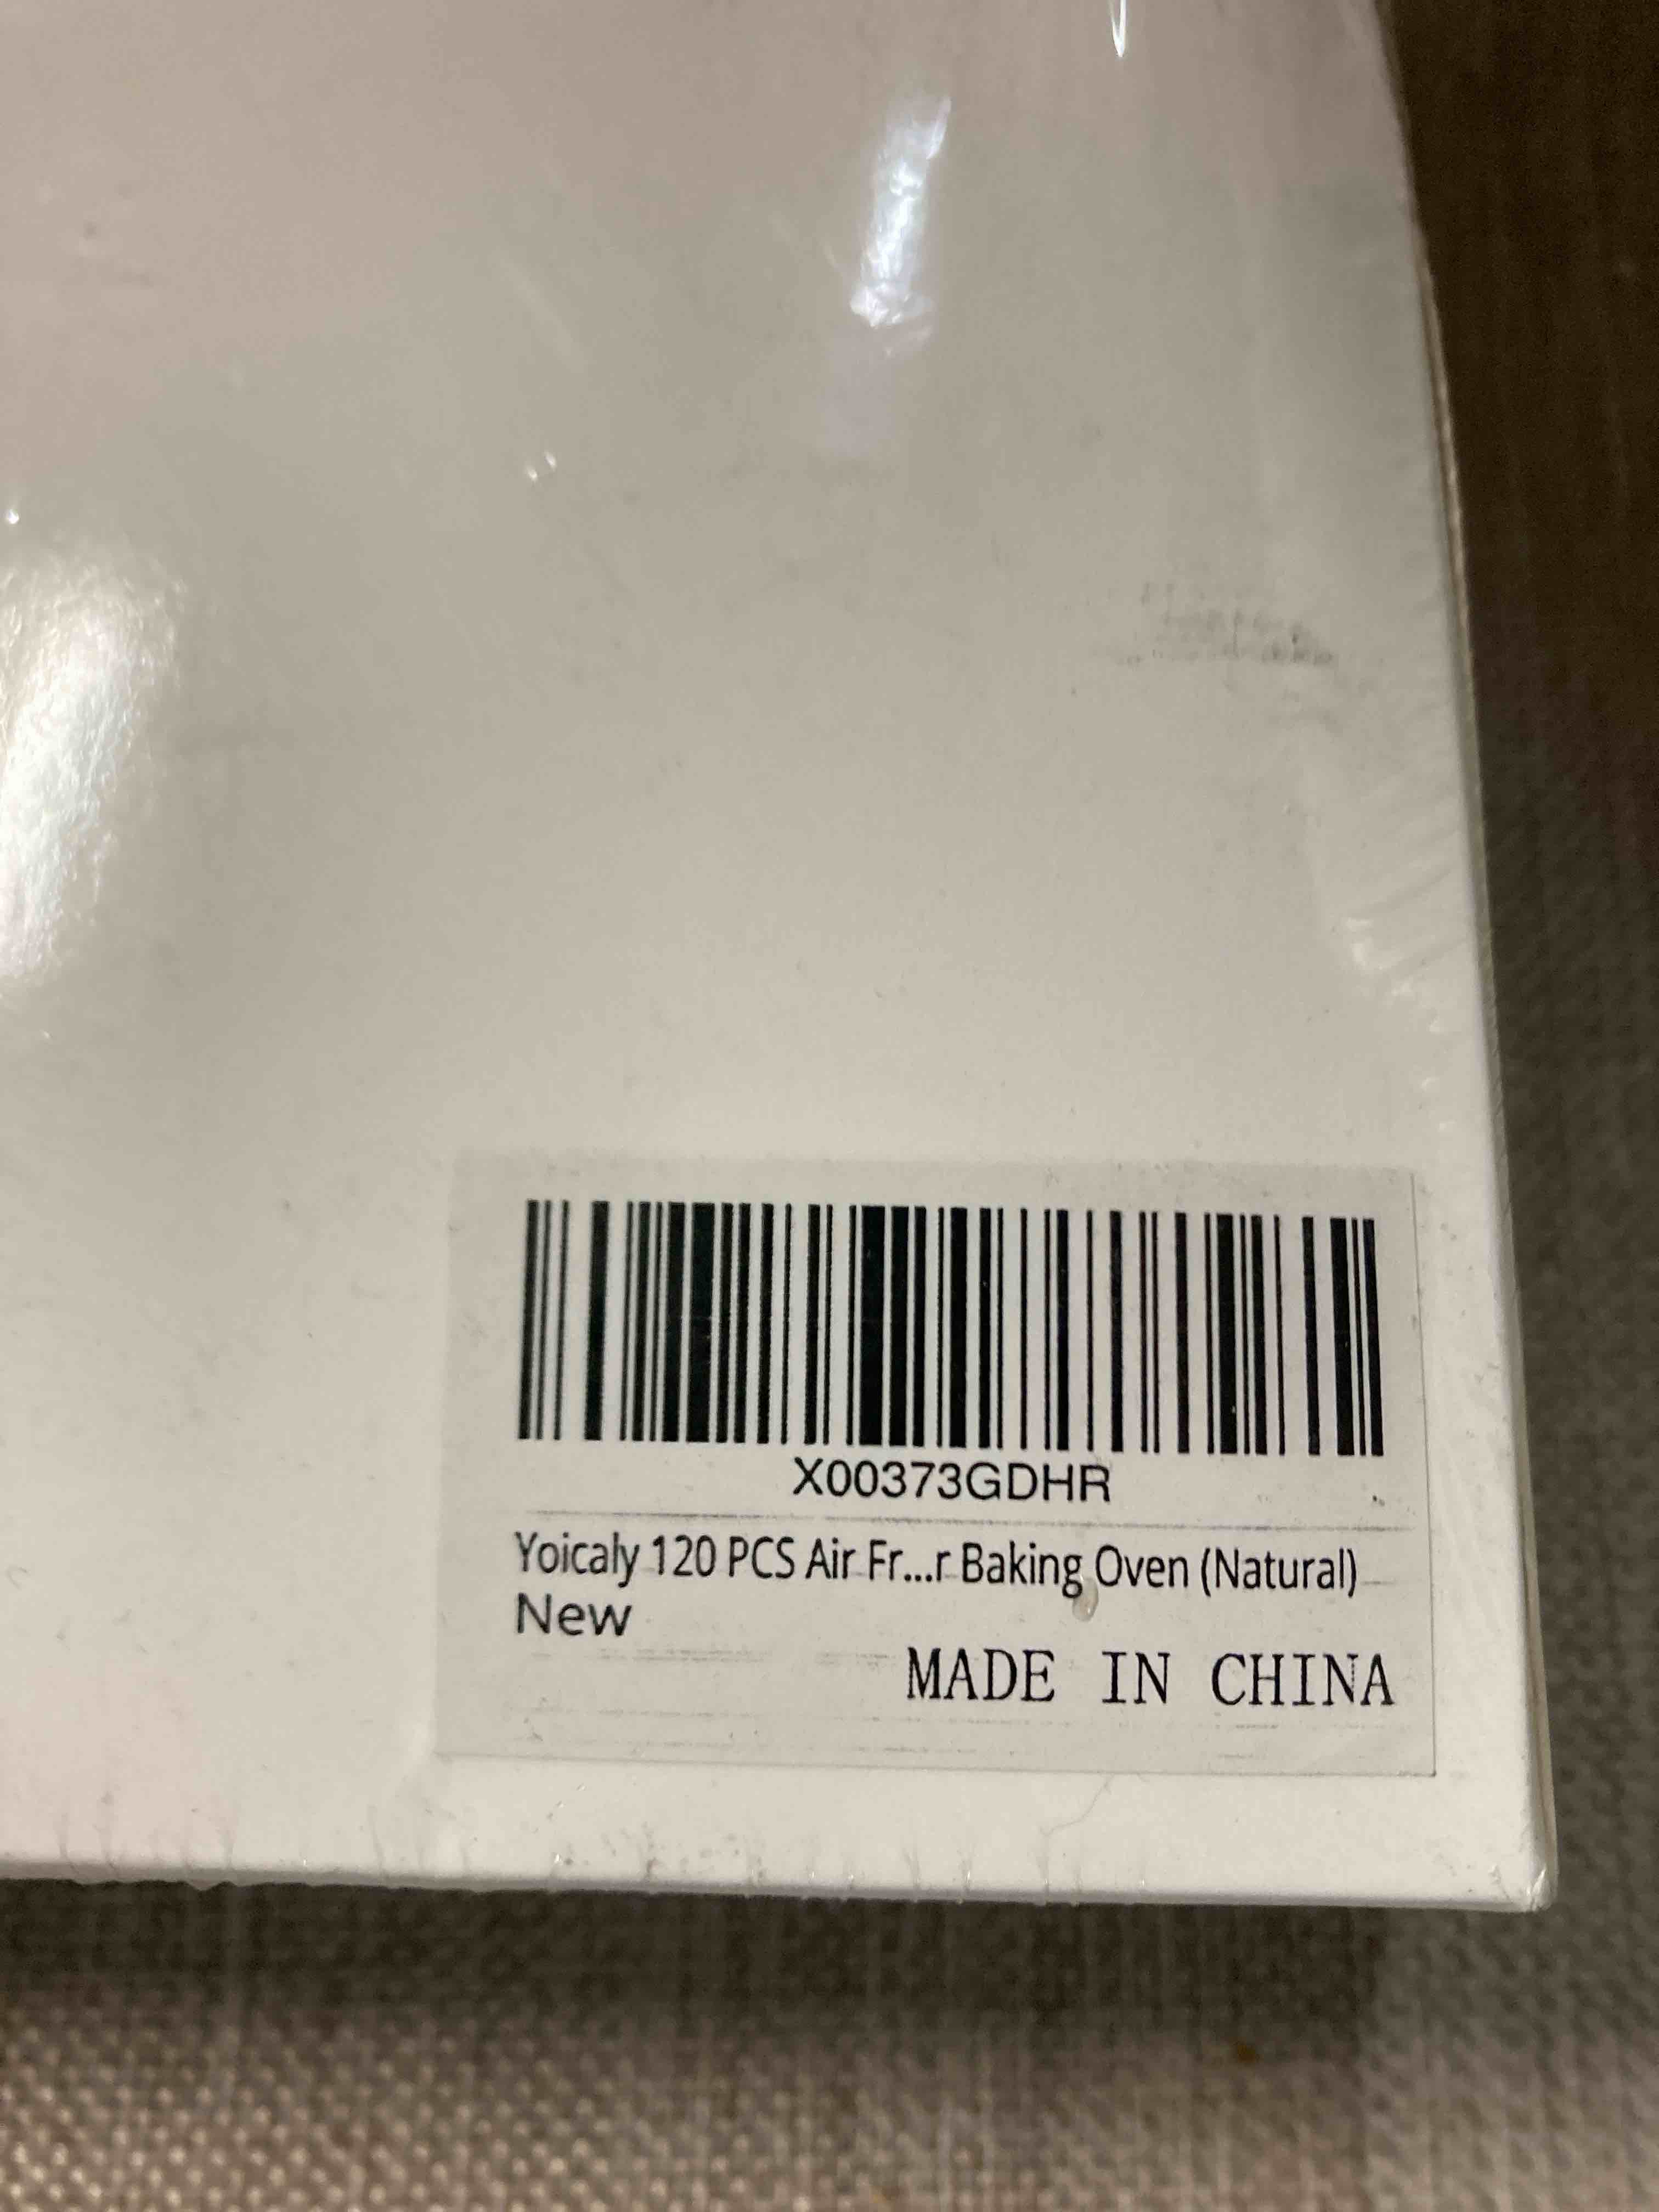 X00373GDHR
Yoicaly 120 PCS Air Fr...r Baking Oven (Natural)
New
MADE IN CHINA